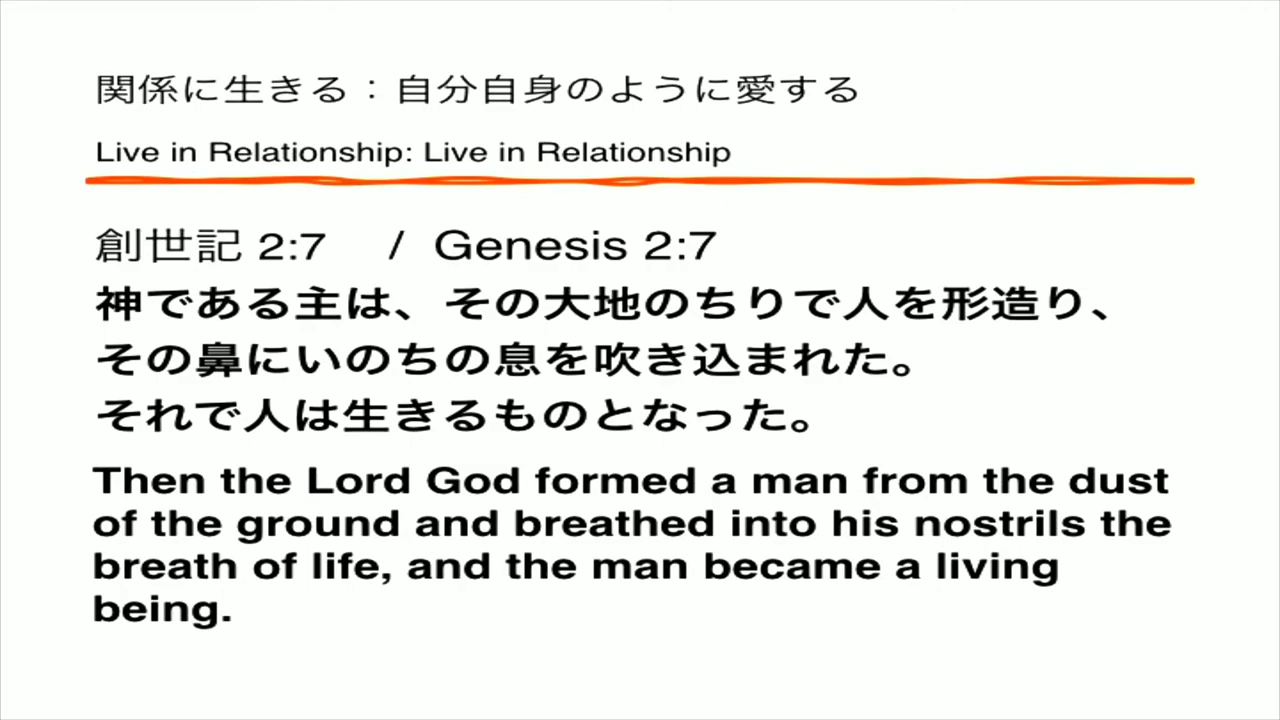 関係に生きる：自分自身のように愛する
Live in Relationship: Live in Relationship
創世記 2:7 / Genesis 2:7
神である主は、その大地のちりで人を形造り、
その鼻にいのちの息を吹き込まれた。
それで人は生きるものとなった。
Then the Lord God formed a man from the dust
of the ground and breathed into his nostrils the
breath of life, and the man became a living
being.